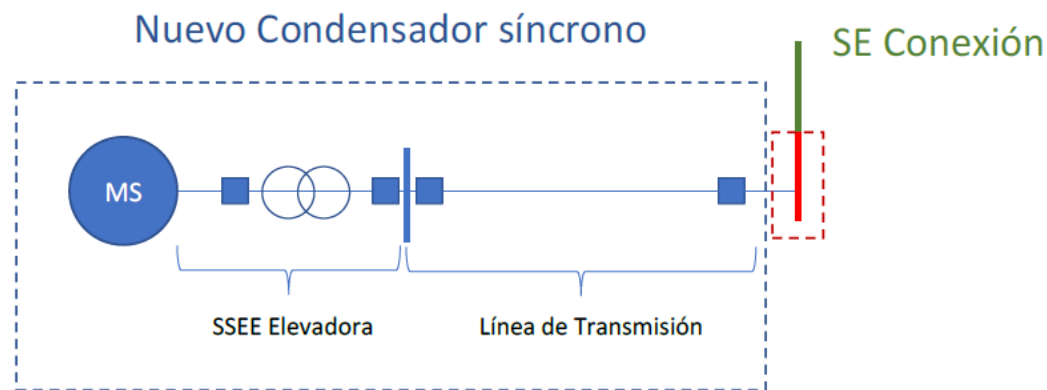 Nuevo Condensador síncrono
SE Conexión
MS
SSEE Elevadora
Línea de Transmisión